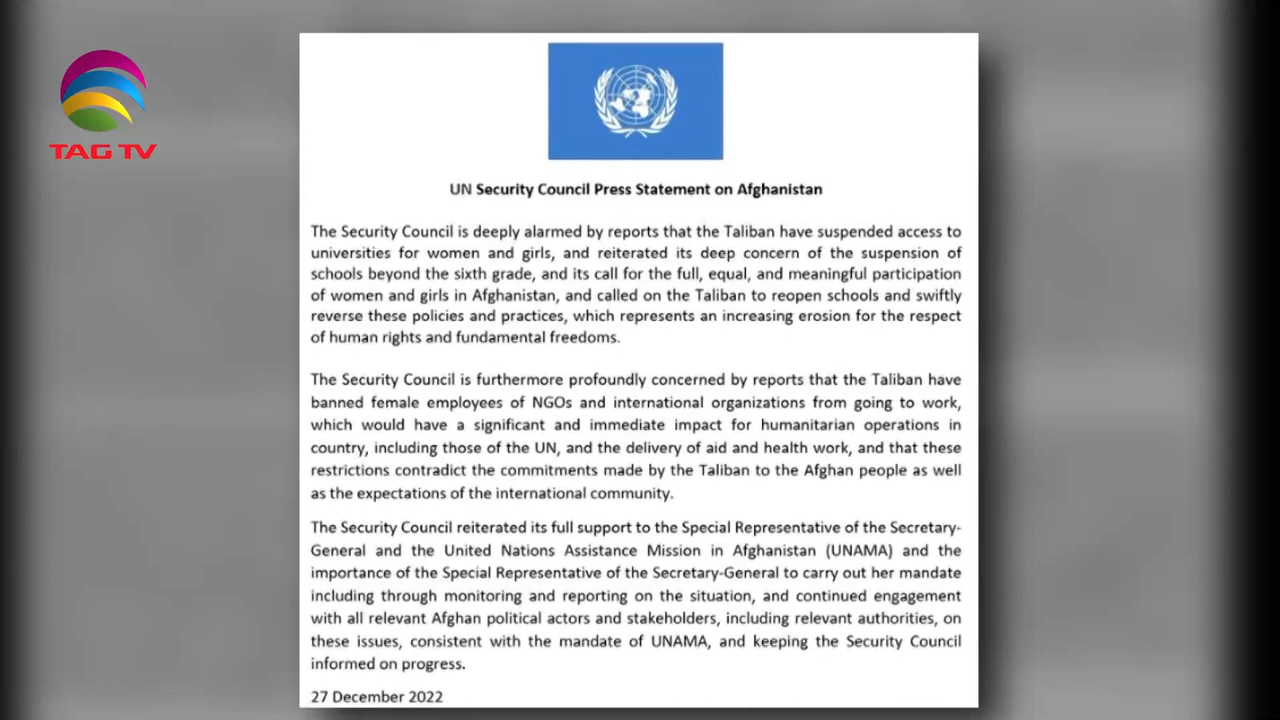 TAG TV
UN Security Council Press Statement on Afghanistan
The Security Council is deeply alarmed by reports that the Taliban have suspended access to
universities for women and girls, and reiterated its deep concern of the suspension of
schools beyond the sixth grade, and its call for the full, equal, and meaningful participation
of women and girls in Afghanistan, and called on the Taliban to reopen schools and swiftly
reverse these policies and practices, which represents an increasing erosion for the respect
of human rights and fundamental freedoms.
The Security Council is furthermore profoundly concerned by reports that the Taliban have
banned female employees of NGOs and international organizations from going to work,
which would have a significant and immediate impact for humanitarian operations in
country, including those of the UN, and the delivery of aid and health work, and that these
restrictions contradict the commitments made by the Taliban to the Afghan people as well
as the expectations of the international community.
The Security Council reiterated its full support to the Special Representative of the Secretary-
General and the United Nations Assistance Mission in Afghanistan (UNAMA) and the
importance of the Special Representative of the Secretary-General to carry out her mandate
including through monitoring and reporting on the situation, and continued engagement
with all relevant Afghan political actors and stakeholders, including relevant authorities, on
these issues, consistent with the mandate of UNAMA, and keeping the Security Council
informed on progress.
27 December 2022